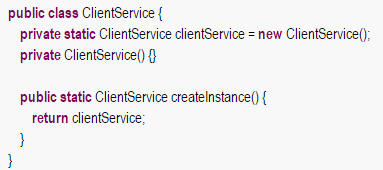 public class ClientService {
private static ClientService clientService = new ClientService();
private ClientService() {}
public static ClientService createInstance() {
return clientService;
}
}